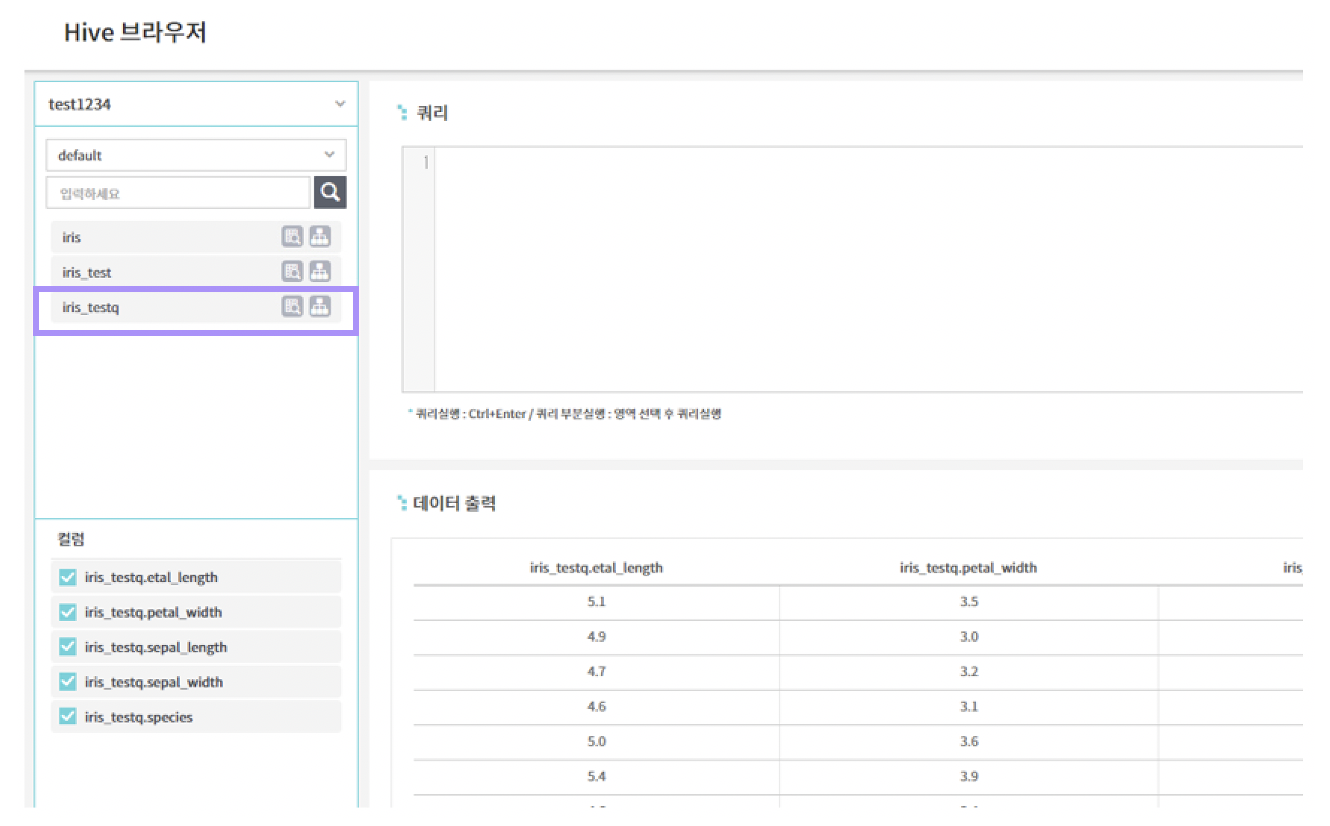 Hive 브라우저
test1234
default
입력하세요
iris
iris_test
iris_testq
컬럼
iris_testq.etal_length
iris_testq.petal_width
iris_testq.sepal_length
iris_testq.sepal_width
iris_testq.species
쿼리
1
* 쿼리실행 : Ctrl+Enter / 쿼리 부분실행 : 영역 선택 후 쿼리실행
데이터 출력
iris_testq.etal_length iris_testq.petal_width iris
5.1 3.5
4.9 3.0
4.7 3.2
4.6 3.1
5.0 3.6
5.4 3.9